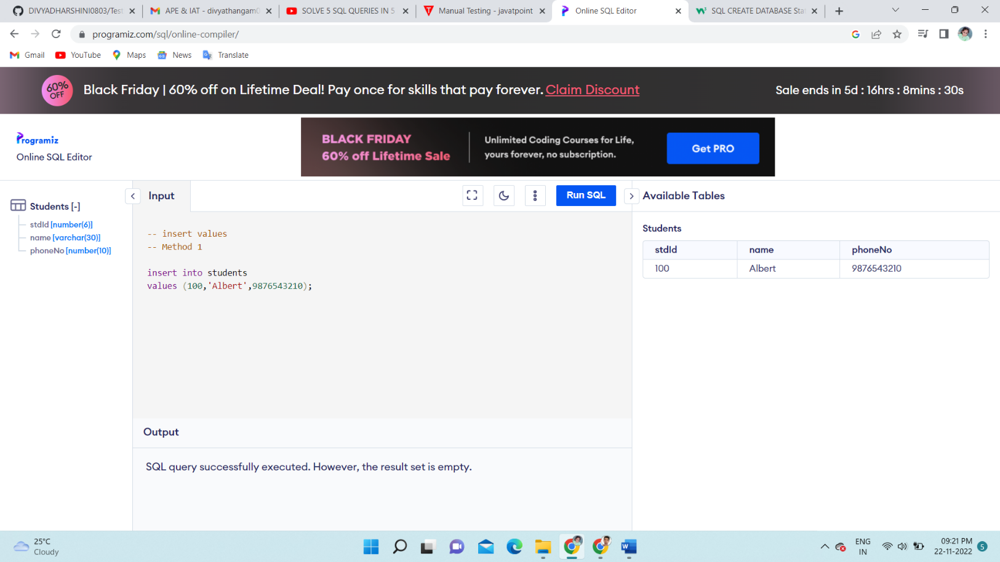 DIVYADHARSHINI0803/Test
APE & IAT - divyathangam0
SOLVE 5 SQL QUERIES IN 5
Manual Testing - javatpoint
Online SQL Editor
SQL CREATE DATABASE Stat
programiz.com/sql/online-compiler/
Gmail
YouTube
Maps
News
Translate
60% OFF
Black Friday | 60% off on Lifetime Deal! Pay once for skills that pay forever. Claim Discount
Sale ends in 5d : 16hrs : 8mins : 30s
Programiz
Online SQL Editor
BLACK FRIDAY
60% off Lifetime Sale
Unlimited Coding Courses for Life,
yours forever, no subscription.
Get PRO
Students [-]
stdId [number(6)]
name [varchar(30)]
phoneNo [number(10)]
Input
Run SQL
-- insert values
-- Method 1
insert into students
values (100,'Albert',9876543210);
Output
SQL query successfully executed. However, the result set is empty.
Available Tables
Students
stdId name phoneNo
100 Albert 9876543210
25°C
Cloudy
ENG
IN
09:21 PM
22-11-2022
5